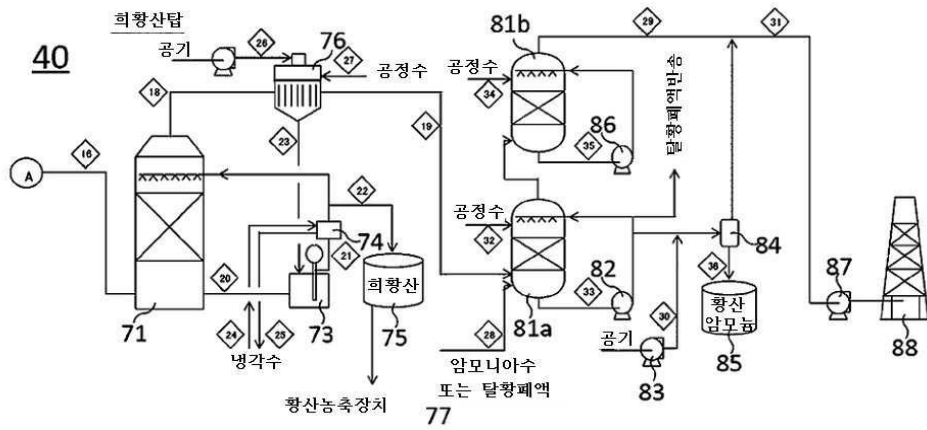 희황산탑
40
공기
26
76
27
공정수
18
16
A
23
19
22
74
21
20
71
24
25
냉각수
73
희황산
75
황산농축장치
81b
29
31
공정수
34
86
35
탈황폐액반송
공정수
32
82
33
81a
28
암모니아수
또는 탈황폐액
77
공기
83
30
84
36
황산
암모늄
85
87
88